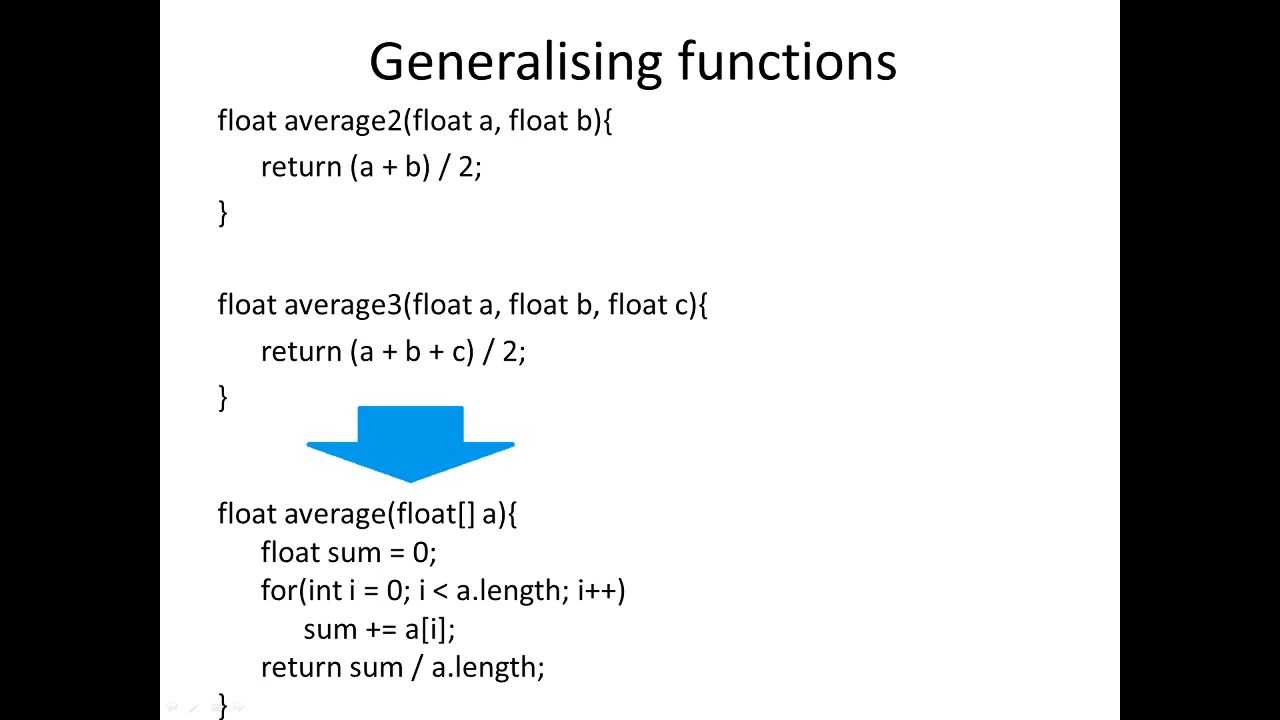 Generalising functions
float average2(float a, float b){
return (a + b) / 2;
}
float average3(float a, float b, float c){
return (a + b + c) / 2;
}
float average(float[] a){
float sum = 0;
for(int i = 0; i < a.length; i++)
sum += a[i];
return sum / a.length;
}